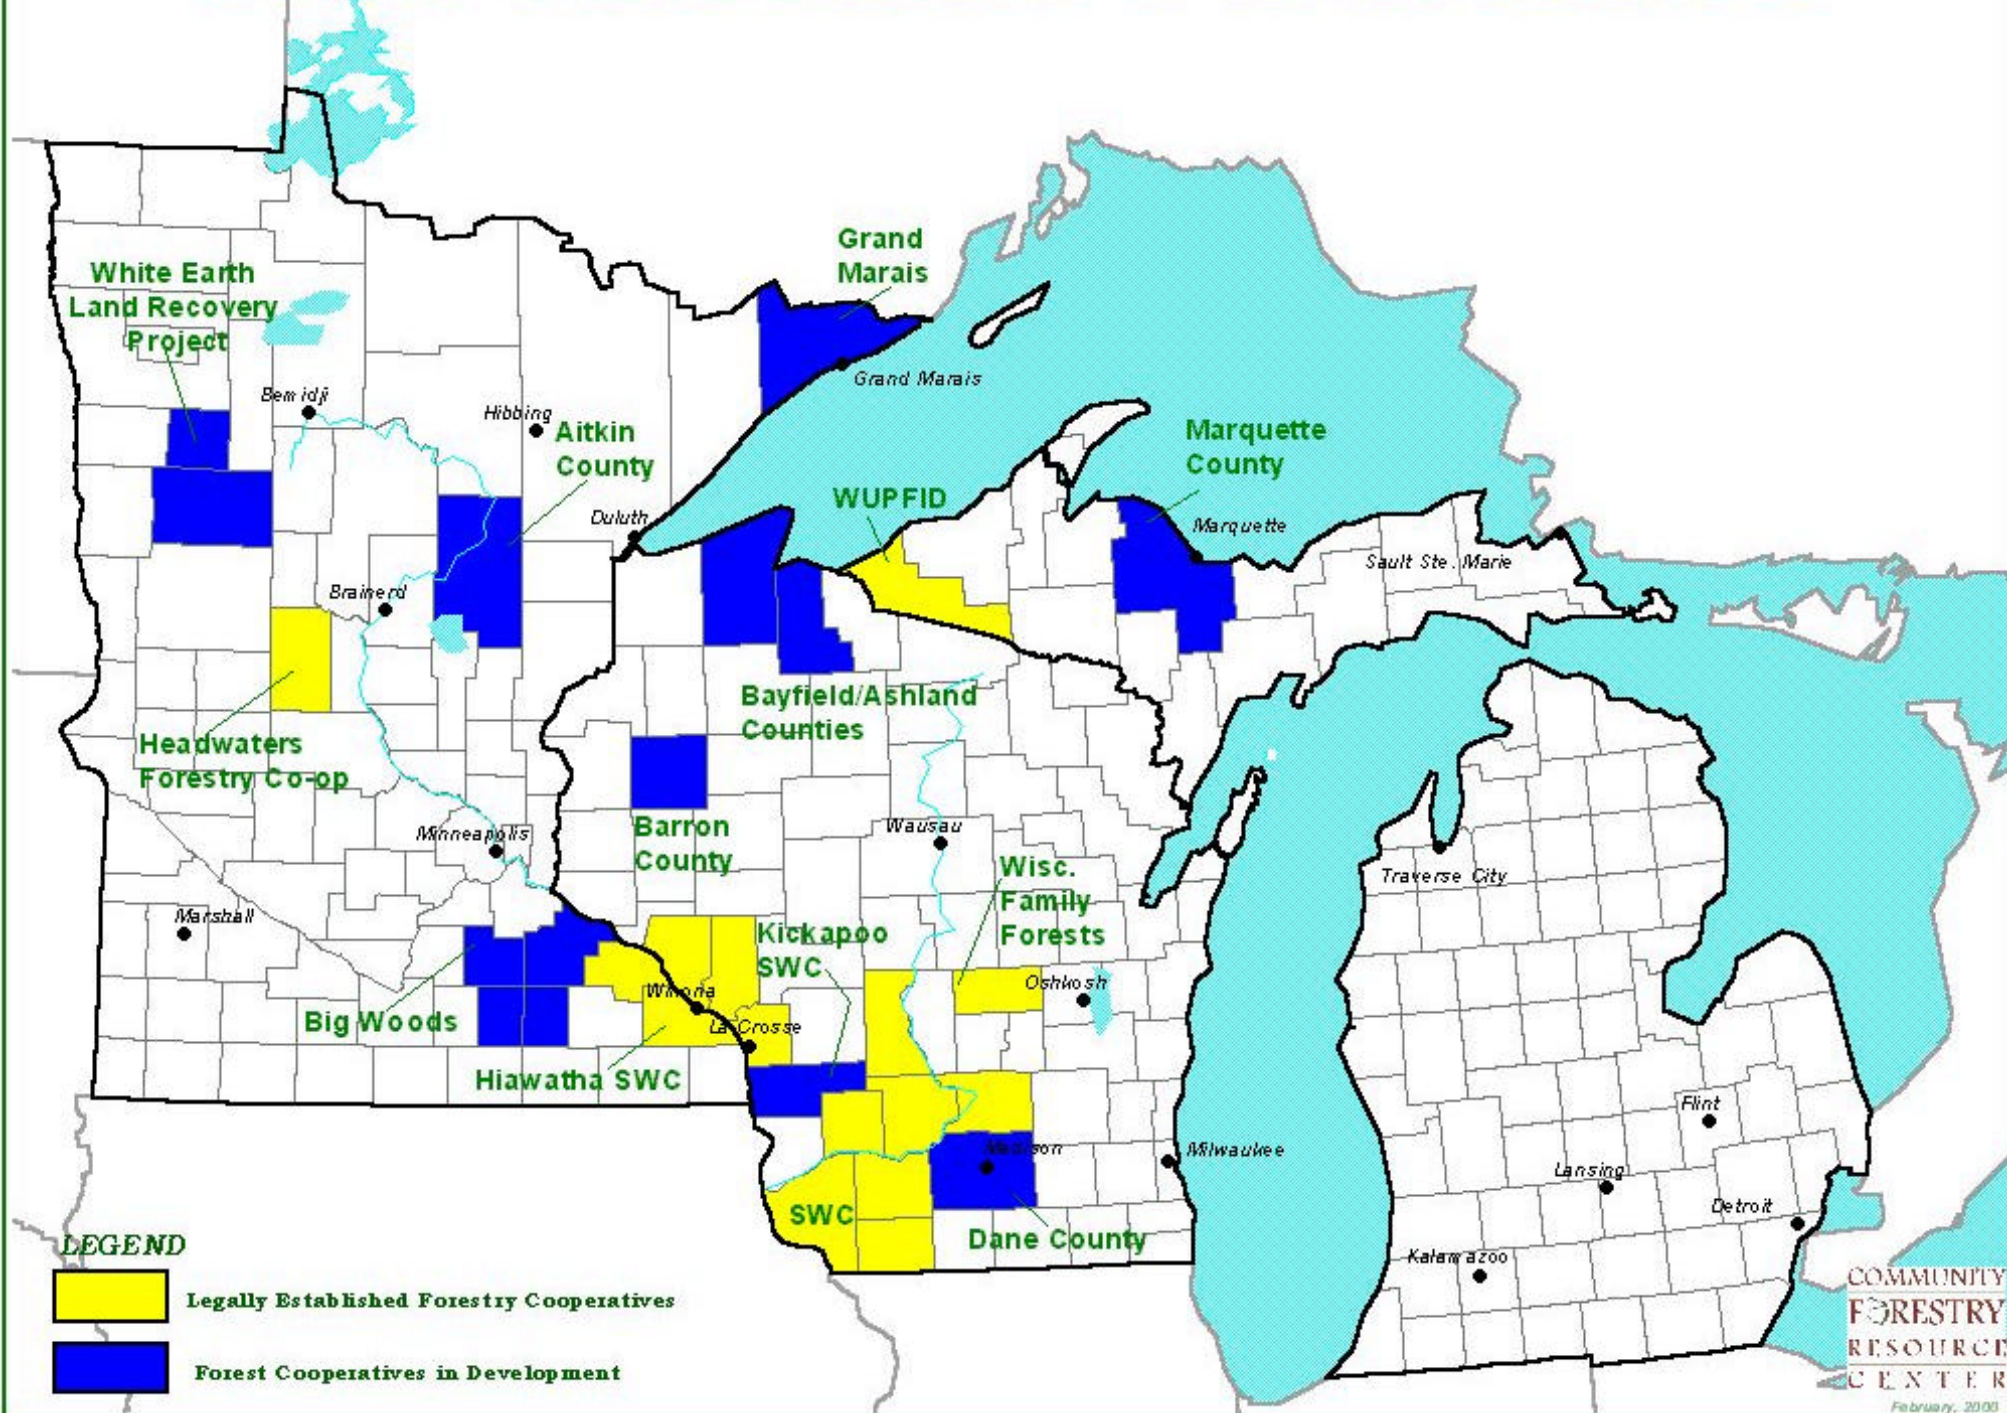 Grand
Marais
White Earth
Land Recovery
Project
Grand Marais
Bemidji
Hibbing
Aitkin
County
Marquette
County
WUPFID
Duluth
Marquette
Sault Ste. Marie
Brainerd
Bayfield/Ashland
Counties
Headwaters
Forestry Co-op
Minneapolis
Barron
County
Wausau
Wisc.
Family
Forests
Traverse City
Marshall
Kickapoo
SWC
Oshkosh
Winona
Big Woods
La Crosse
Hiawatha SWC
Flint
Madison
Milwaukee
Lansing
Detroit
SWC
Dane County
Kalamazoo
LEGEND
Legally Established Forestry Cooperatives
Forest Cooperatives in Development
COMMUNITY
FORESTRY
RESOURCE
CENTER
February, 2000